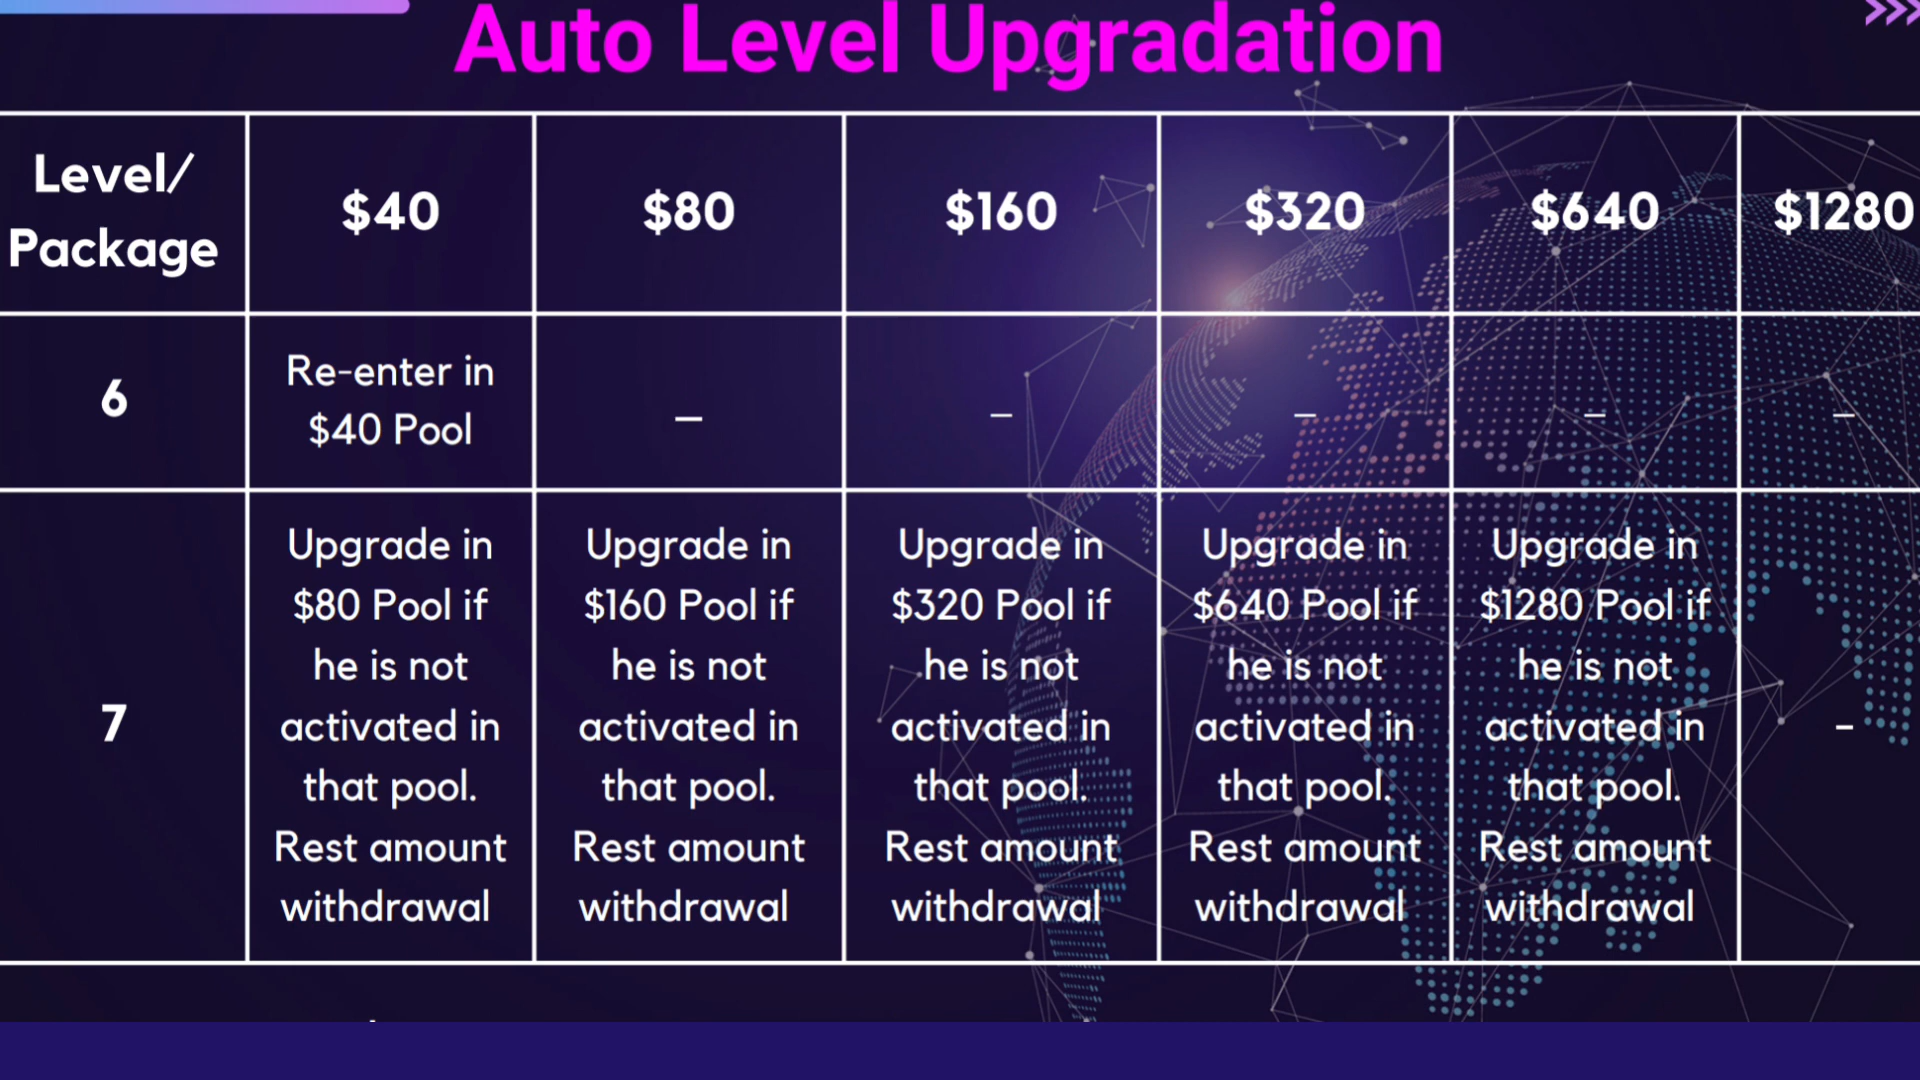 Auto Level Upgradation
Level/
Package
$40
$80
$160
$320
$640
$1280
6
Re-enter in
$40 Pool
–
–
–
–
–
7
Upgrade in
$80 Pool if
he is not
activated in
that pool.
Rest amount
withdrawal
Upgrade in
$160 Pool if
he is not
activated in
that pool.
Rest amount
withdrawal
Upgrade in
$320 Pool if
he is not
activated in
that pool.
Rest amount
withdrawal
Upgrade in
$640 Pool if
he is not
activated in
that pool.
Rest amount
withdrawal
Upgrade in
$1280 Pool if
he is not
activated in
that pool.
Rest amount
withdrawal
-